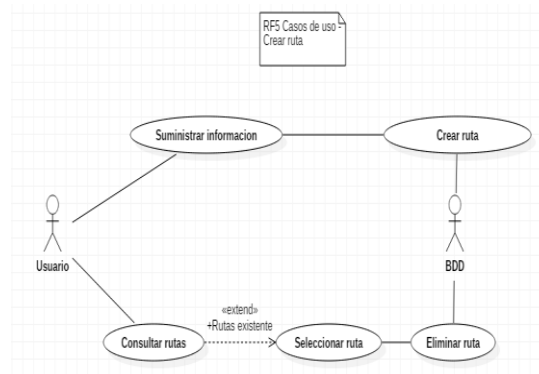 RF5 Casos de uso -
Crear ruta
Suministrar informacion
Crear ruta
Usuario
BDD
«extend»
+Rutas existente
Consultar rutas
Seleccionar ruta
Eliminar ruta